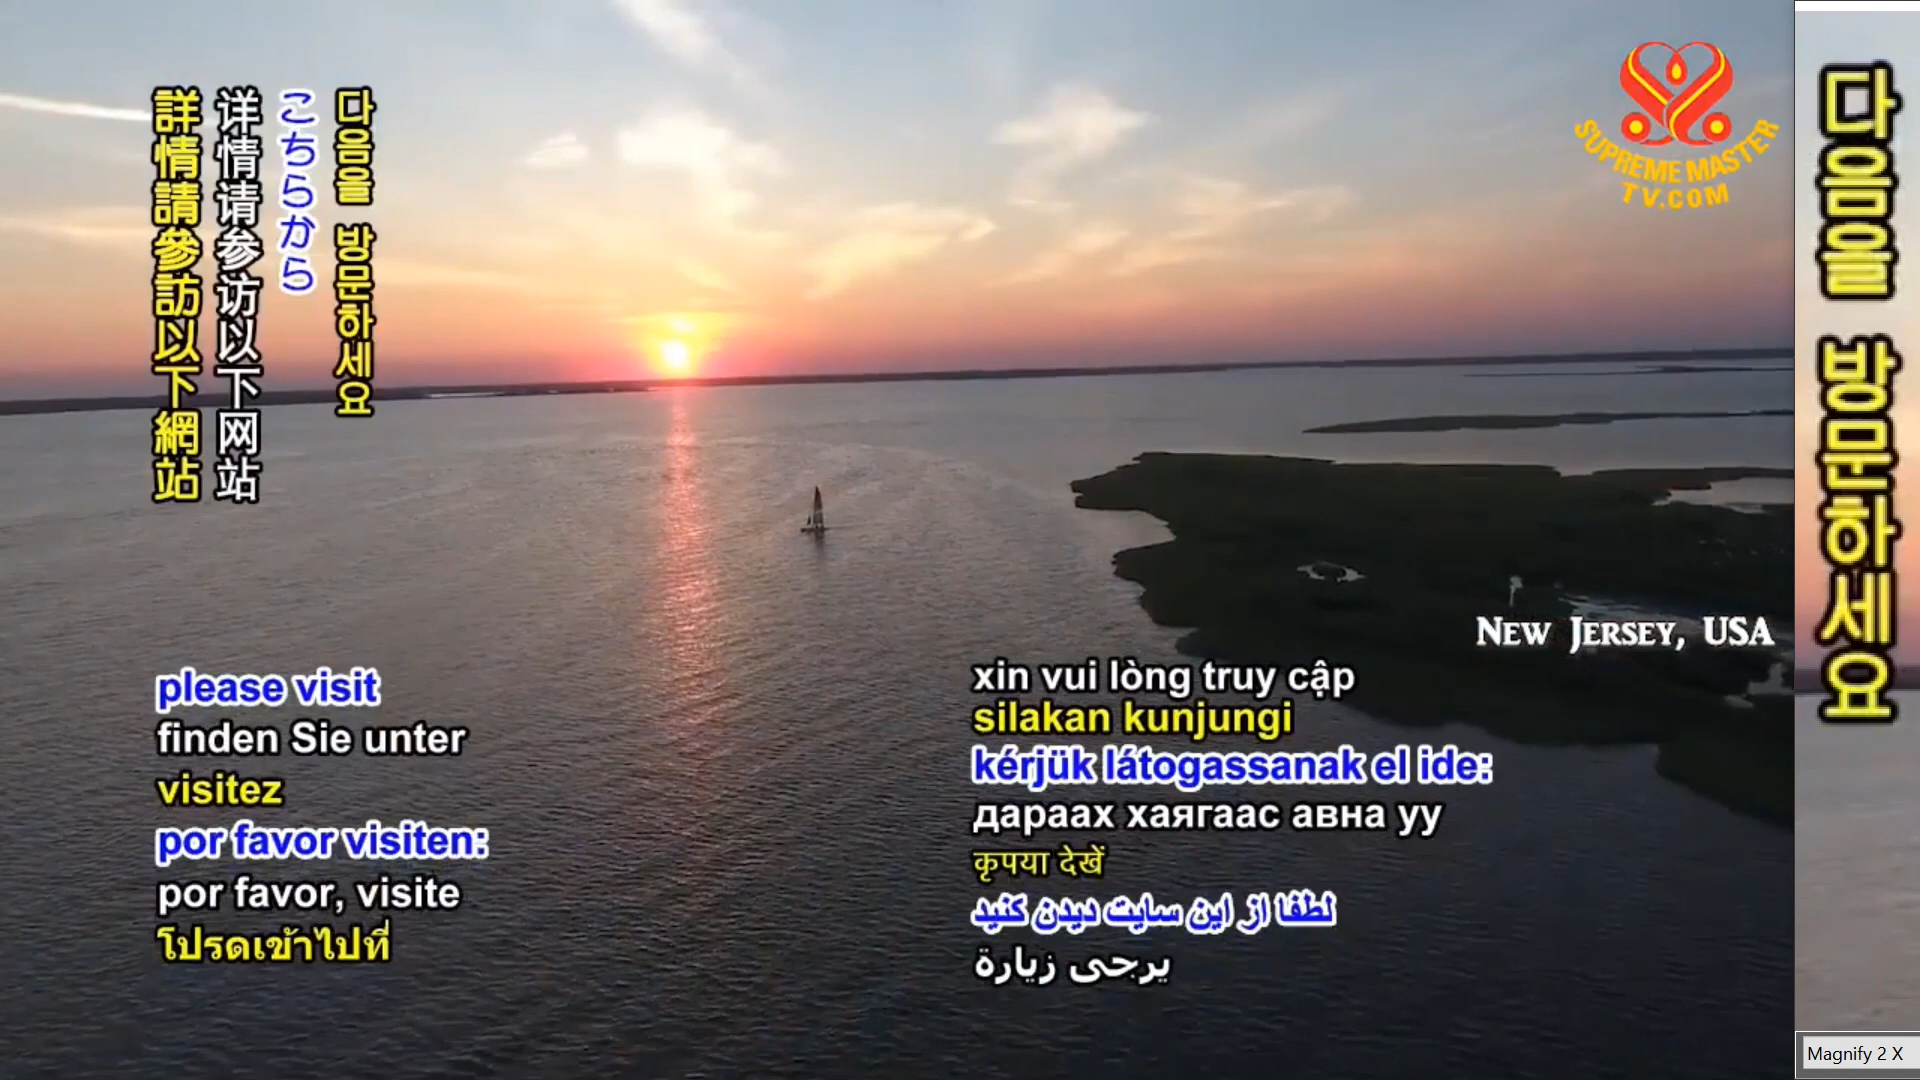 詳情請參訪以下網站
详情请参访以下网站
こちらから
다음을 방문하세요
SUPREME MASTER
TV.COM
NEW JERSEY, USA
please visit
finden Sie unter
visitez
por favor visiten:
por favor, visite
โปรดเข้าไปที่
xin vui lòng truy cập
silakan kunjungi
kérjük látogassanak el ide:
дараах хаягаас авна уу
कृपया देखें
لطفا از این سایت دیدن کنید
يرجى زيارة
다음을 방문하세요
Magnify 2 X